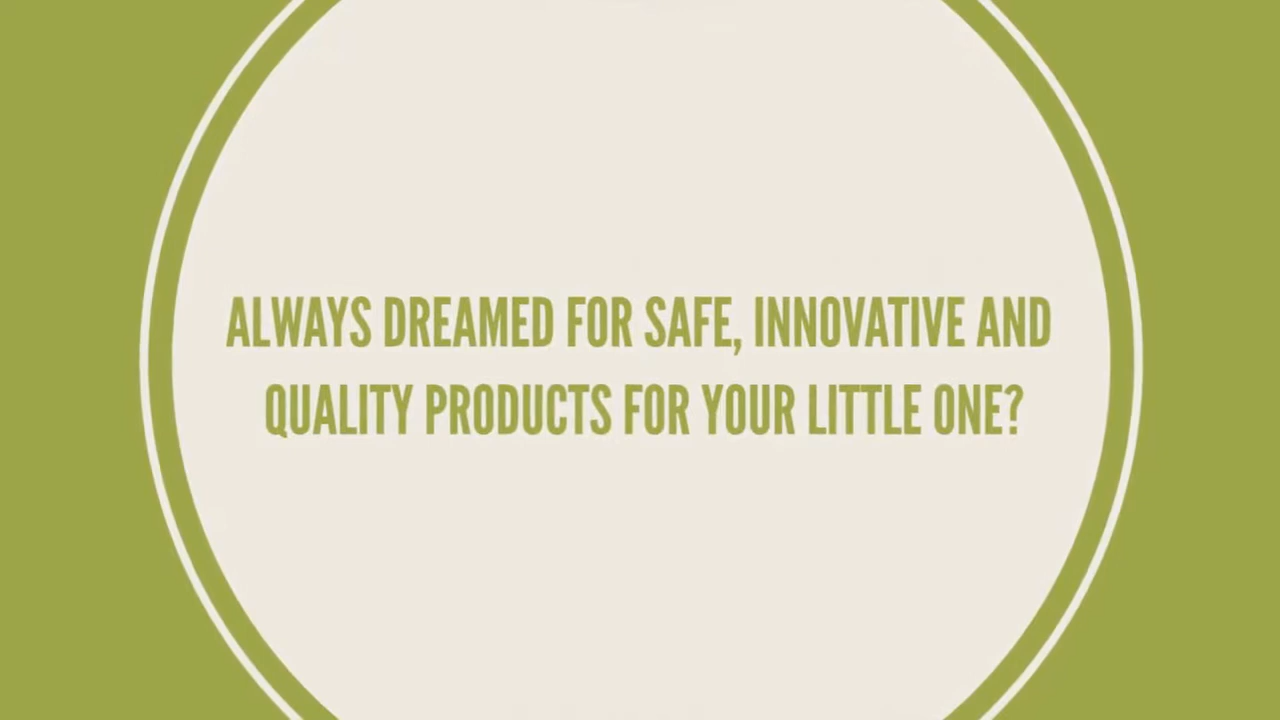 ALWAYS DREAMED FOR SAFE, INNOVATIVE AND
QUALITY PRODUCTS FOR YOUR LITTLE ONE?